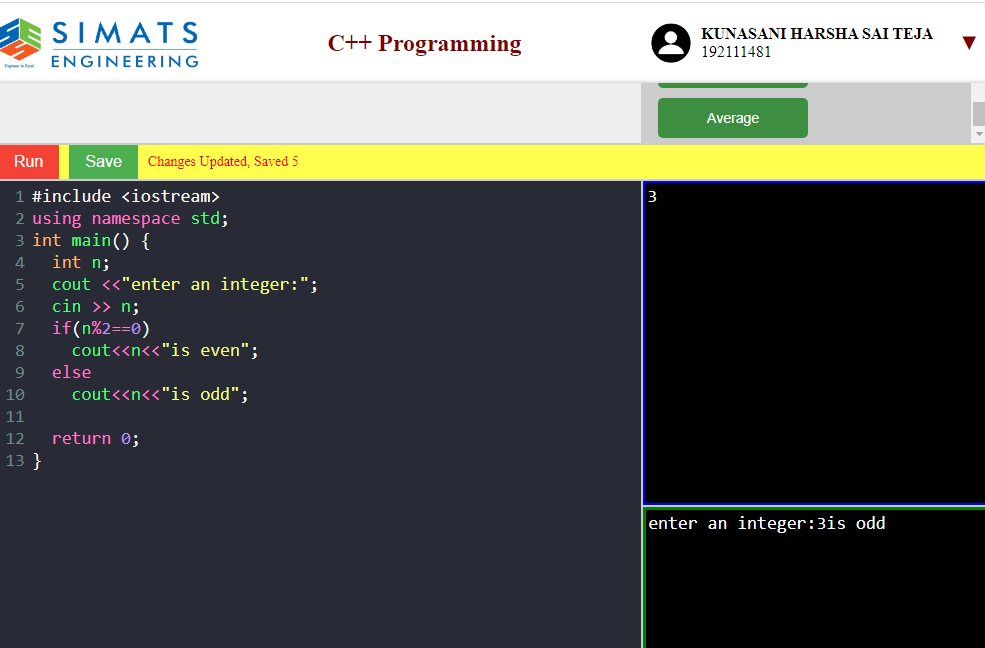 SIMATS
ENGINEERING
Engineer to Excel
C++ Programming
KUNASANI HARSHA SAI TEJA
192111481
▼
Average
Run
Save
Changes Updated, Saved 5
1 #include <iostream>
2 using namespace std;
3 int main() {
4   int n;
5   cout <<"enter an integer:";
6   cin >> n;
7   if(n%2==0)
8     cout<<n<<"is even";
9   else
10     cout<<n<<"is odd";
11
12   return 0;
13 }
3
enter an integer:3is odd